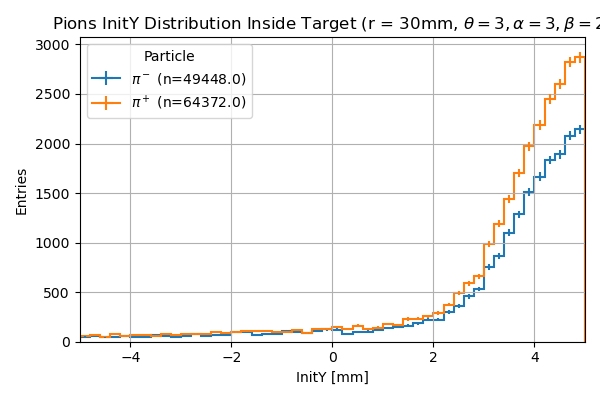 Pions InitY Distribution Inside Target (r = 30mm, θ = 3, α = 3, β = 2
Particle
π⁻ (n=49448.0)
π⁺ (n=64372.0)
3000
2500
2000
1500
1000
500
0
Entries
−4
−2
0
2
4
InitY [mm]